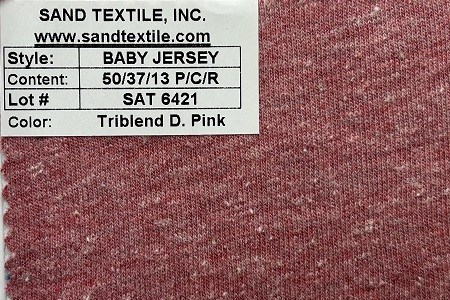 SAND TEXTILE, INC.
www.sandtextile.com
Style: BABY JERSEY
Content: 50/37/13 P/C/R
Lot # SAT 6421
Color: Triblend D. Pink